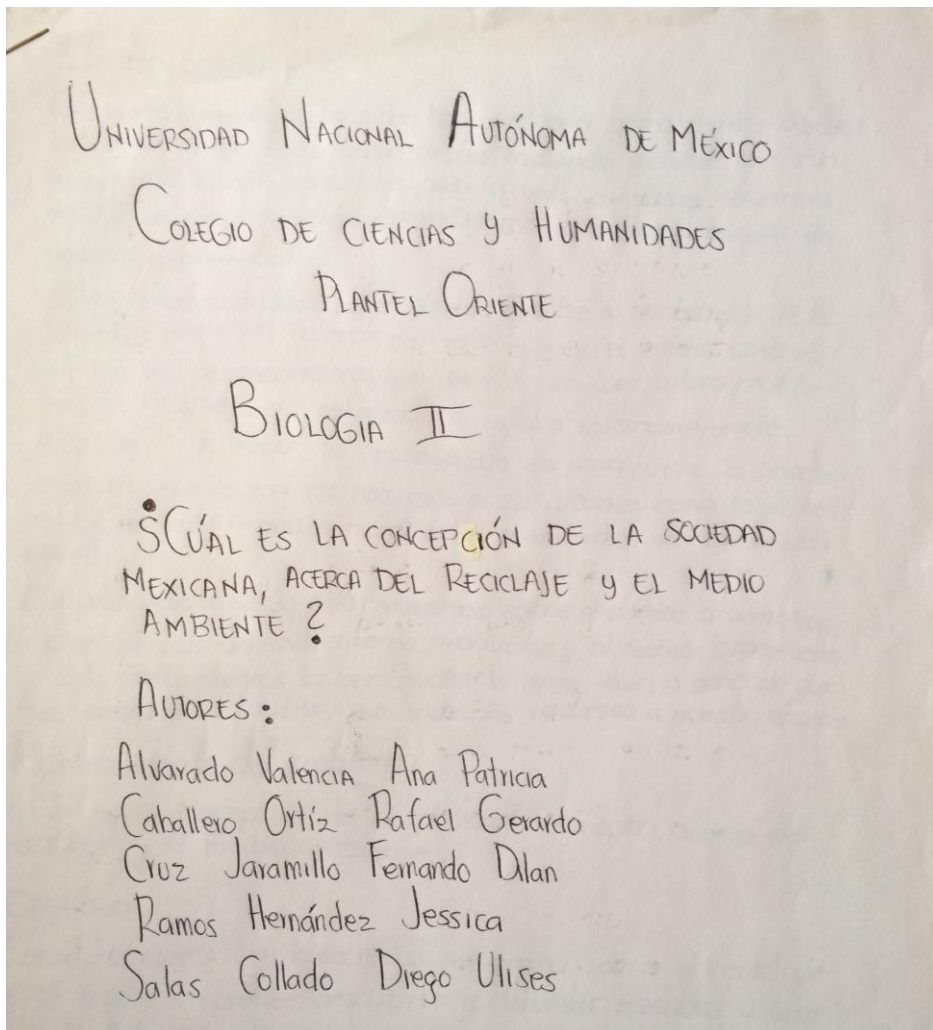 UNIVERSIDAD NACIONAL AUTÓNOMA DE MÉXICO
COLEGIO DE CIENCIAS Y HUMANIDADES
PLANTEL ORIENTE
BIOLOGIA II
¿CÚAL ES LA CONCEPCIÓN DE LA SOCIEDAD
MEXICANA, ACERCA DEL RECICLAJE Y EL MEDIO
AMBIENTE?
AUTORES:
Alvarado Valencia Ana Patricia
Caballero Ortíz Rafael Gerardo
Cruz Jaramillo Fernando Dilan
Ramos Hernández Jessica
Salas Collado Diego Ulises